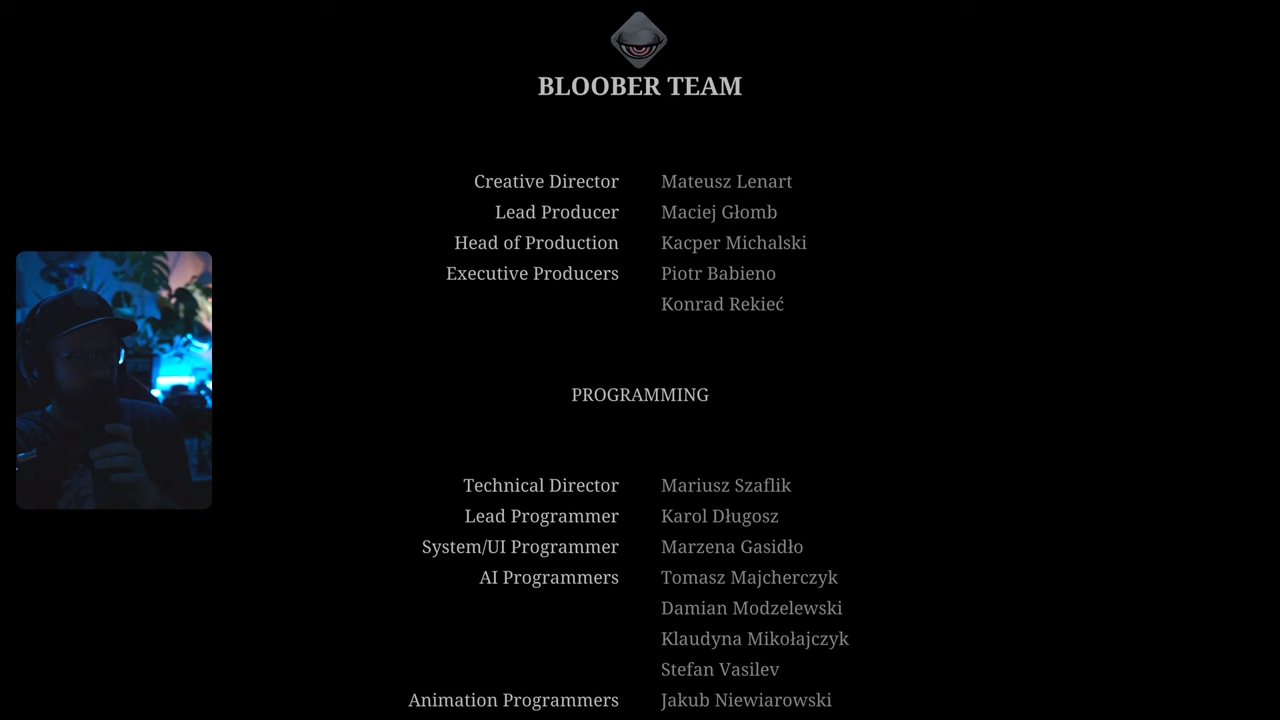 BLOOBER TEAM
Creative Director Mateusz Lenart
Lead Producer Maciej Głomb
Head of Production Kacper Michalski
Executive Producers Piotr Babieno
Konrad Rekieć
PROGRAMMING
Technical Director Mariusz Szaflik
Lead Programmer Karol Długosz
System/UI Programmer Marzena Gasidło
AI Programmers Tomasz Majcherczyk
Damian Modzelewski
Klaudyna Mikołajczyk
Stefan Vasilev
Animation Programmers Jakub Niewiarowski